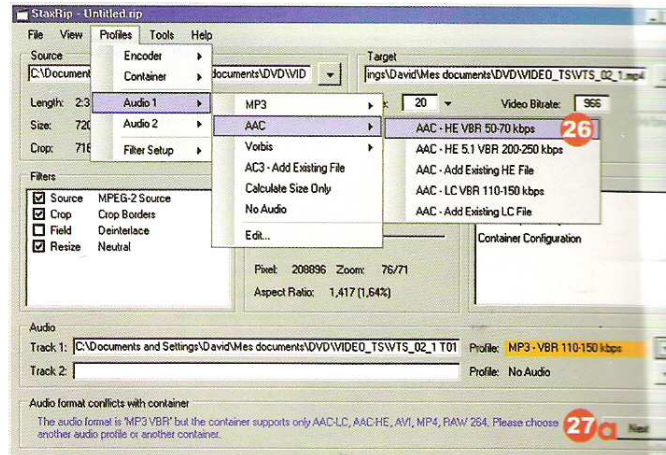 StaxRip - Untitled.rip
File View Profiles Tools Help
Source
C:\Document
documents\DVD\VID
Target
ings\David\Mes documents\DVD\VIDEO_TS\VTS_02_1.mp4
Encoder
Container
Audio 1
Audio 2
Filter Setup
Length: 2:3
Size: 720
Crop: 716
20
Video Bitrate: 966
MP3
AAC
Vorbis
AC3 - Add Existing File
Calculate Size Only
No Audio
Edit...
AAC - HE VBR 50-70 kbps
26
AAC - HE 5.1 VBR 200-250 kbps
AAC - Add Existing HE File
AAC - LC VBR 110-150 kbps
AAC - Add Existing LC File
Filters
Source MPEG-2 Source
Crop Crop Borders
Field Deinterlace
Resize Neutral
Container Configuration
Pixel: 208896 Zoom: 76/71
Aspect Ratio: 1,417 (1,64%)
Audio
Track 1: C:\Documents and Settings\David\Mes documents\DVD\VIDEO_TS\VTS_02_1 T01 Profile: MP3 - VBR 110-150 kbps
Track 2: Profile: No Audio
Audio format conflicts with container
The audio format is 'MP3 VBR' but the container supports only AAC-LC, AAC-HE, AVI, MP4, RAW 264. Please choose
another audio profile or another container.
27a
Next